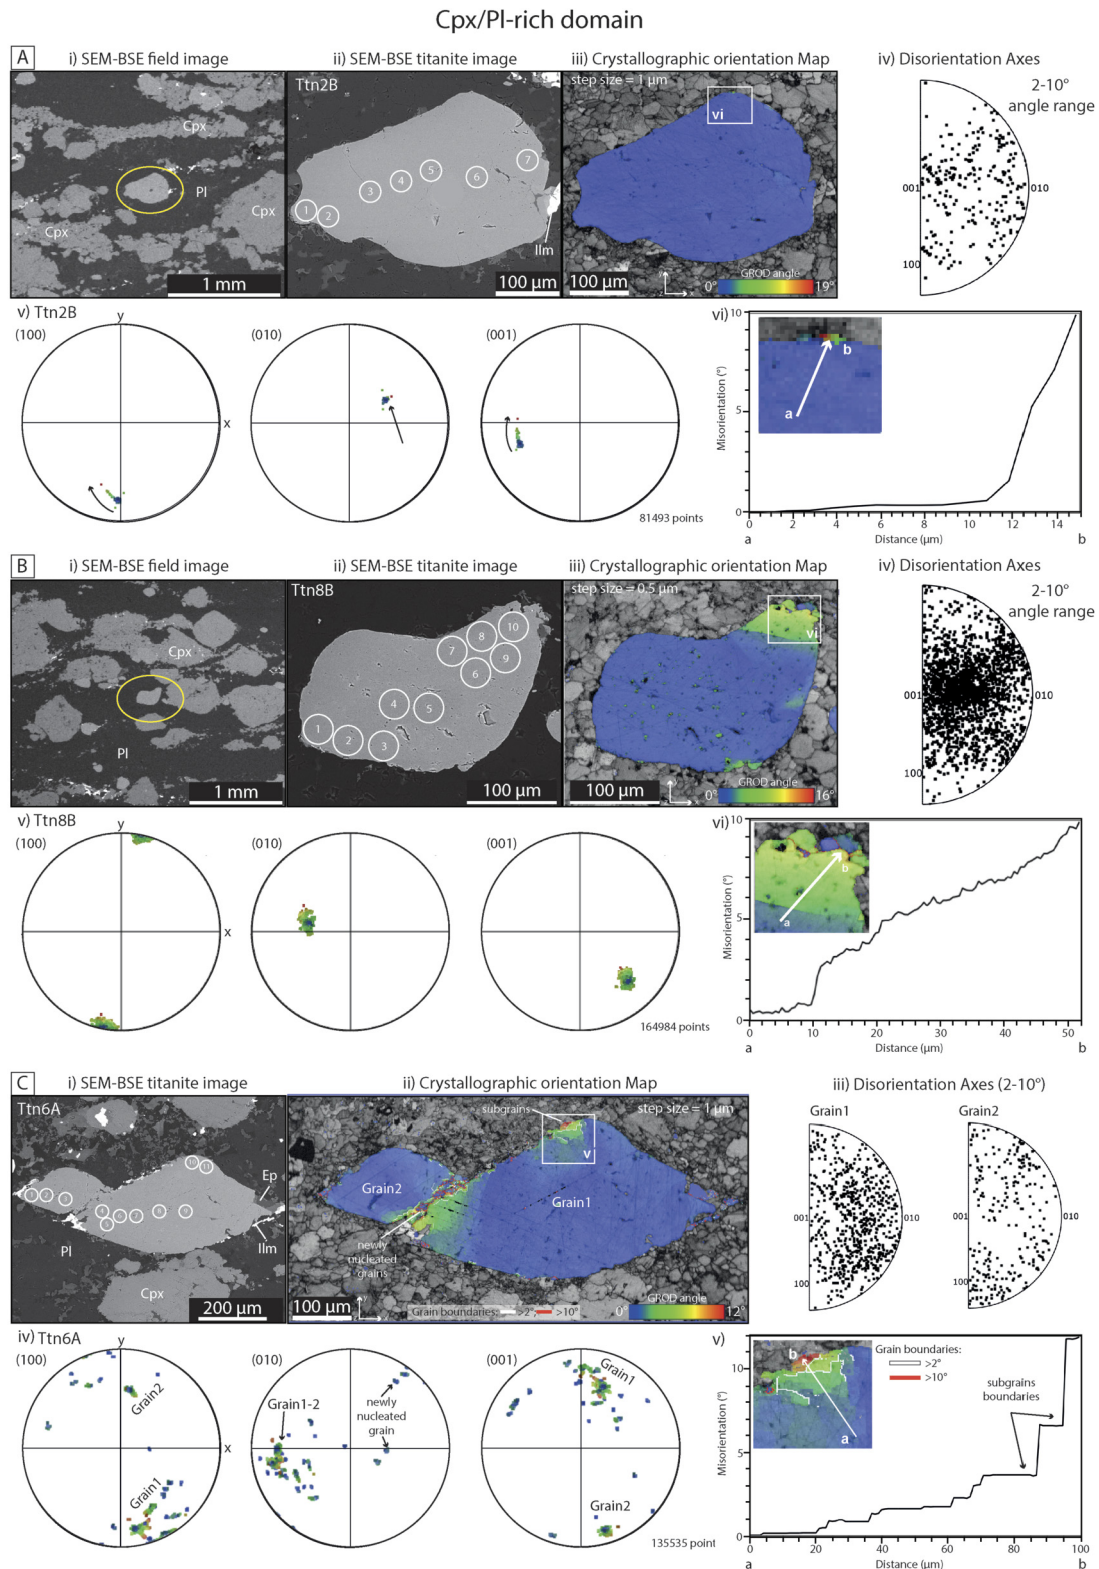 Cpx/Pl-rich domain
A
i) SEM-BSE field image
ii) SEM-BSE titanite image
iii) Crystallographic orientation Map
iv) Disorientation Axes
Cpx
Pl
Cpx
Cpx
1 mm
Ttn2B
1
2
3
4
5
6
7
Ilm
100 µm
step size = 1 µm
vi
100 µm
y
x
GROD angle
0°
19°
2-10°
angle range
001
010
100
v) Ttn2B
(100)
y
x
(010)
(001)
81493 points
vi)
10
5
0
Misorientation (°)
a
b
0
2
4
6
8
10
12
14
a
Distance (µm)
b
B
i) SEM-BSE field image
ii) SEM-BSE titanite image
iii) Crystallographic orientation Map
iv) Disorientation Axes
Cpx
Pl
1 mm
Ttn8B
1
2
3
4
5
6
7
8
9
10
100 µm
step size = 0.5 µm
vi
100 µm
y
x
GROD angle
0°
16°
2-10°
angle range
001
010
100
v) Ttn8B
(100)
y
x
(010)
(001)
164984 points
vi)
10
5
0
Misorientation (°)
a
b
0
10
20
30
40
50
a
Distance (µm)
b
C
i) SEM-BSE titanite image
ii) Crystallographic orientation Map
iii) Disorientation Axes (2-10°)
Ttn6A
1
2
3
8
9
10
11
Ep
Ilm
Pl
Cpx
200 µm
subgrains
step size = 1 µm
v
Grain2
Grain1
newly
nucleated
grains
100 µm
y
x
Grain boundaries: >2° >10°
GROD angle
0°
12°
Grain1
001
010
100
Grain2
001
010
100
iv) Ttn6A
(100)
y
x
Grain2
Grain1
(010)
Grain1-2
newly
nucleated
grain
(001)
Grain1
Grain2
135535 point
v)
10
5
0
Misorientation (°)
b
a
Grain boundaries:
>2°
>10°
subgrains
boundaries
0
20
40
60
80
100
a
Distance (µm)
b